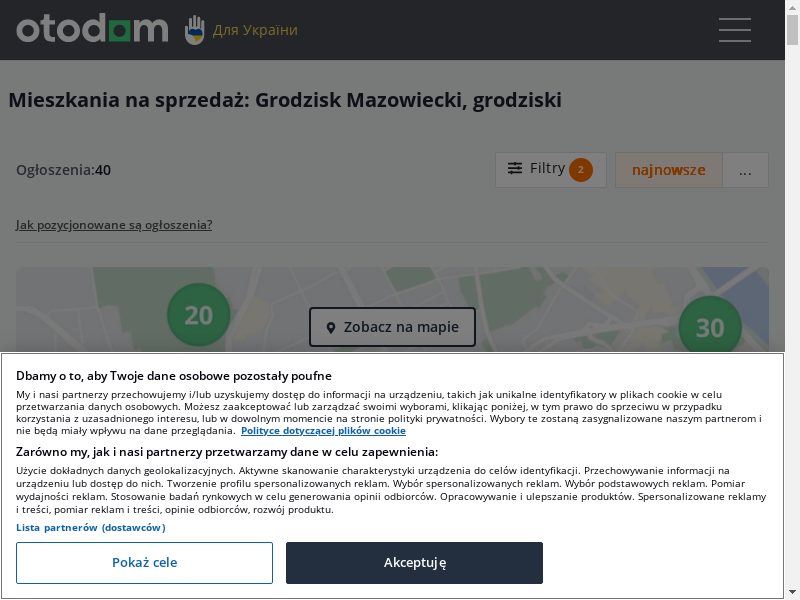 otodom
Для України
Mieszkania na sprzedaż: Grodzisk Mazowiecki, grodziski
Ogłoszenia:40
Filtry 2
najnowsze
...
Jak pozycjonowane są ogłoszenia?
20
Zobacz na mapie
30
Dbamy o to, aby Twoje dane osobowe pozostały poufne
My i nasi partnerzy przechowujemy i/lub uzyskujemy dostęp do informacji na urządzeniu, takich jak unikalne identyfikatory w plikach cookie w celu
przetwarzania danych osobowych. Możesz zaakceptować lub zarządzać swoimi wyborami, klikając poniżej, w tym prawo do sprzeciwu w przypadku
korzystania z uzasadnionego interesu, lub w dowolnym momencie na stronie polityki prywatności. Wybory te zostaną zasygnalizowane naszym partnerom i
nie będą miały wpływu na dane przeglądania. Polityce dotyczącej plików cookie
Zarówno my, jak i nasi partnerzy przetwarzamy dane w celu zapewnienia:
Użycie dokładnych danych geolokalizacyjnych. Aktywne skanowanie charakterystyki urządzenia do celów identyfikacji. Przechowywanie informacji na
urządzeniu lub dostęp do nich. Tworzenie profilu spersonalizowanych reklam. Wybór spersonalizowanych reklam. Wybór podstawowych reklam. Pomiar
wydajności reklam. Stosowanie badań rynkowych w celu generowania opinii odbiorców. Opracowywanie i ulepszanie produktów. Spersonalizowane reklamy
i treści, pomiar reklam i treści, opinie odbiorców, rozwój produktu.
Lista partnerów (dostawców)
Pokaż cele
Akceptuję